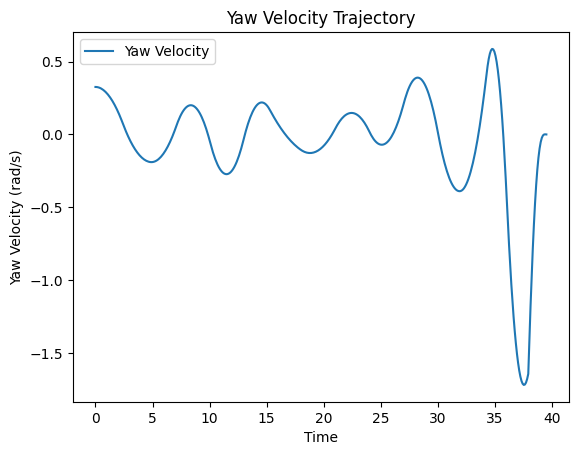 Yaw Velocity Trajectory
Yaw Velocity
Yaw Velocity (rad/s)
0.5
0.0
−0.5
−1.0
−1.5
0 5 10 15 20 25 30 35 40
Time